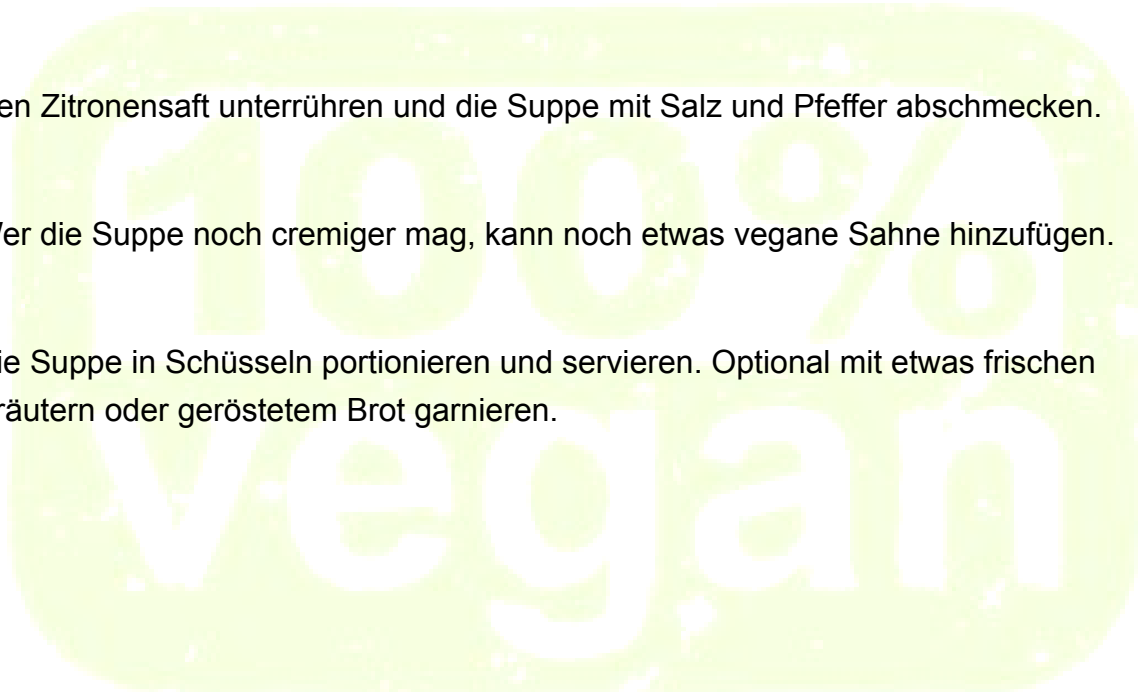 en Zitronensaft unterrühren und die Suppe mit Salz und Pfeffer abschmecken.
er die Suppe noch cremiger mag, kann noch etwas vegane Sahne hinzufügen.
ie Suppe in Schüsseln portionieren und servieren. Optional mit etwas frischen
räutern oder geröstetem Brot garnieren.
100%
vegan